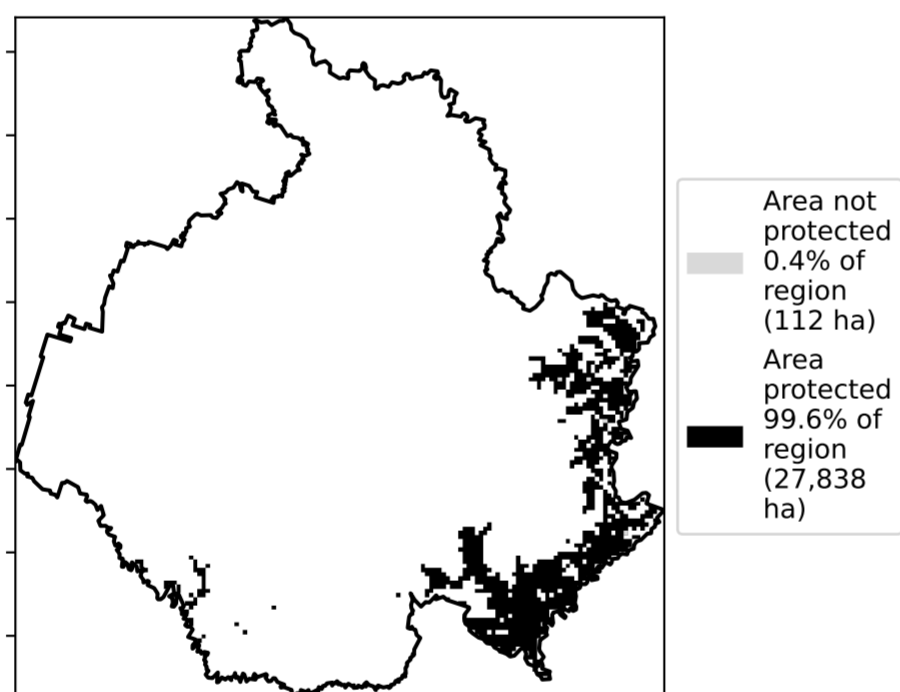 Area not
protected
0.4% of
region
(112 ha)
Area
protected
99.6% of
region
(27,838
ha)